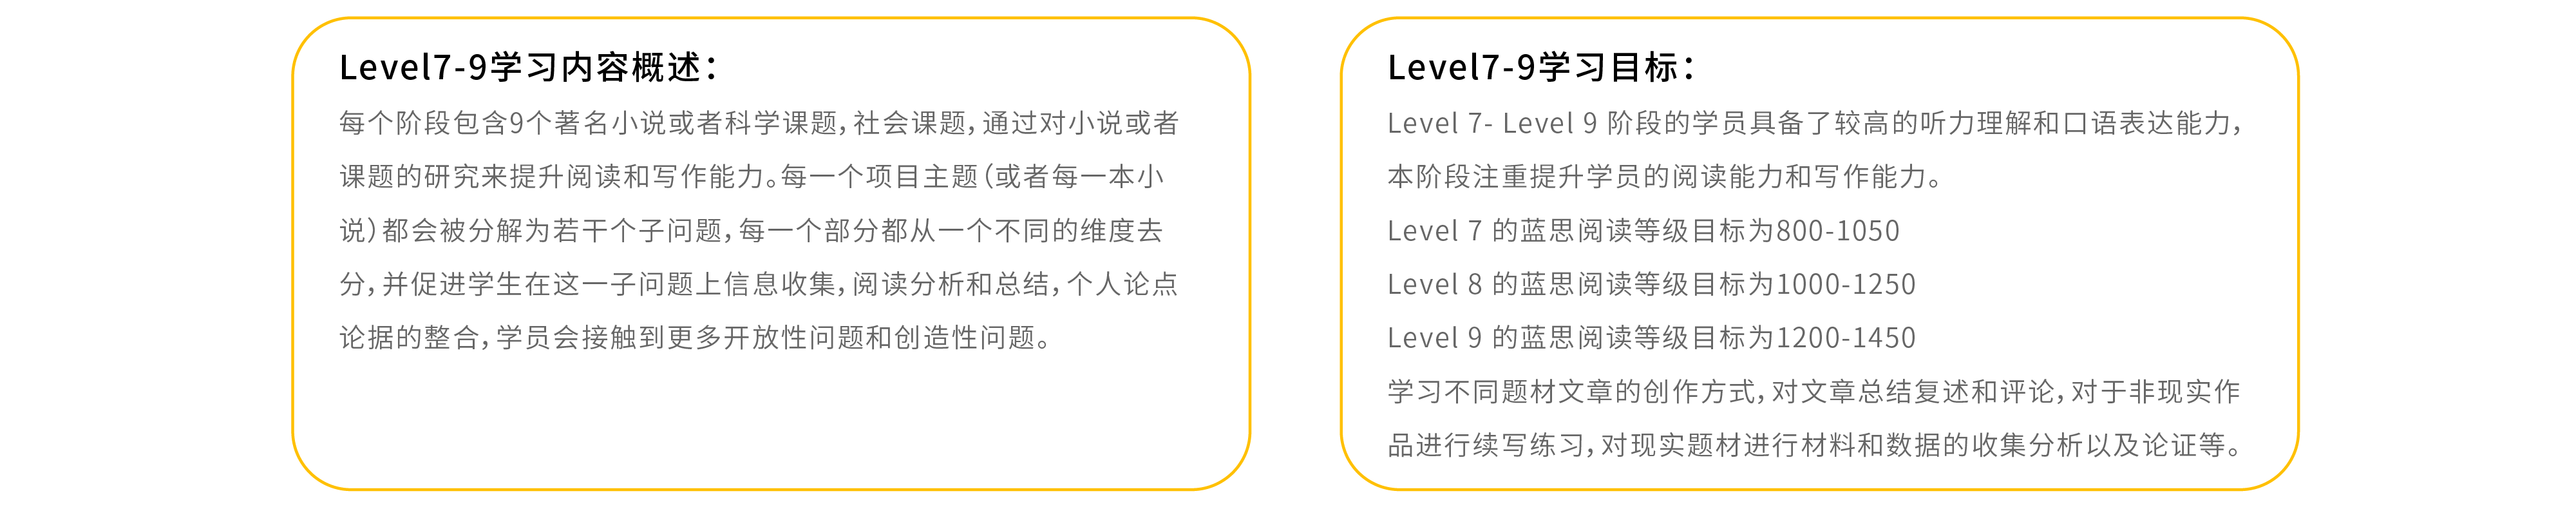 Level7-9学习内容概述：
每个阶段包含9个著名小说或者科学课题，社会课题，通过对小说或者
课题的研究来提升阅读和写作能力。每一个项目主题（或者每一本小
说）都会被分解为若干个子问题，每一个部分都从一个不同的维度去
分，并促进学生在这一子问题上信息收集，阅读分析和总结，个人论点
论据的整合，学员会接触到更多开放性问题和创造性问题。
Level7-9学习目标：
Level 7- Level 9 阶段的学员具备了较高的听力理解和口语表达能力，
本阶段注重提升学员的阅读能力和写作能力。
Level 7 的蓝思阅读等级目标为800-1050
Level 8 的蓝思阅读等级目标为1000-1250
Level 9 的蓝思阅读等级目标为1200-1450
学习不同题材文章的创作方式，对文章总结复述和评论，对于非现实作
品进行续写练习，对现实题材进行材料和数据的收集分析以及论证等。